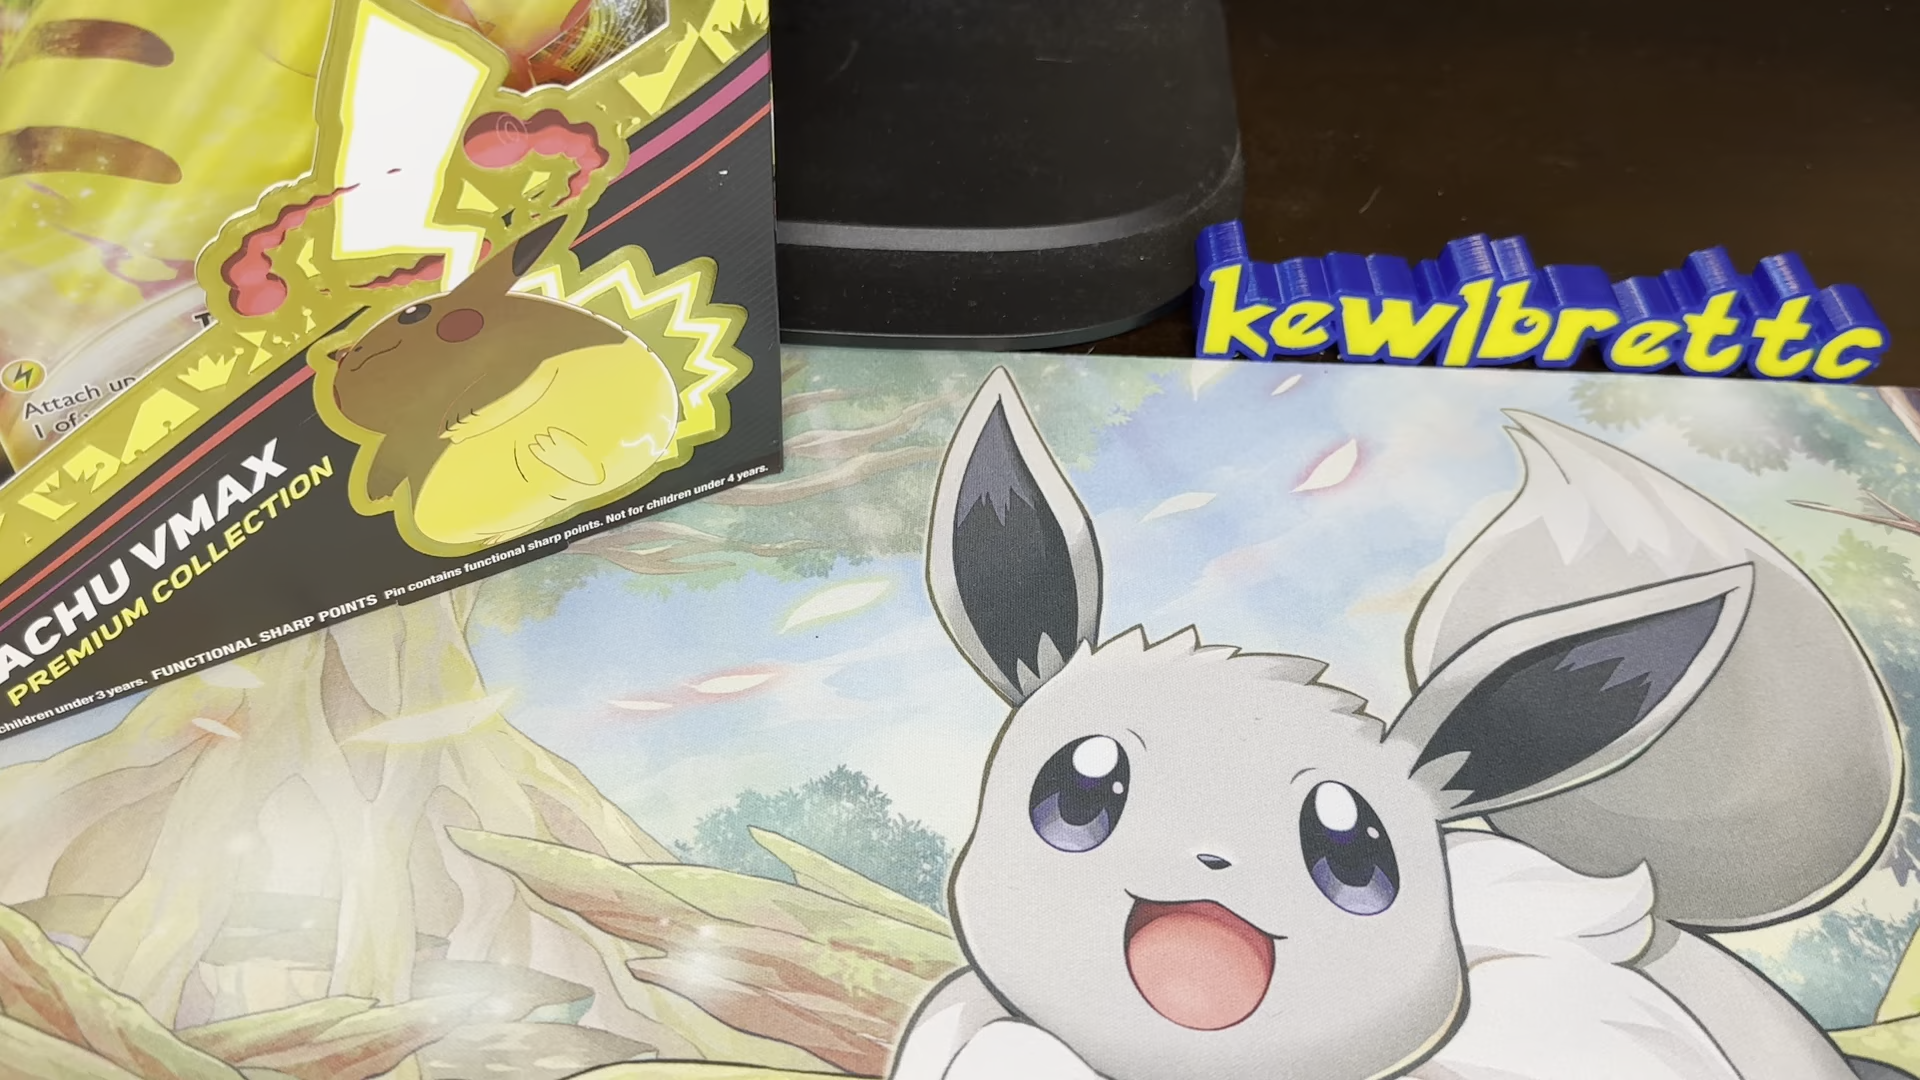 kewlbrettc
Attach up
1 of
ACHU VMAX
PREMIUM COLLECTION
children under 3 years. FUNCTIONAL SHARP POINTS Pin contains functional sharp points. Not for children under 4 years.